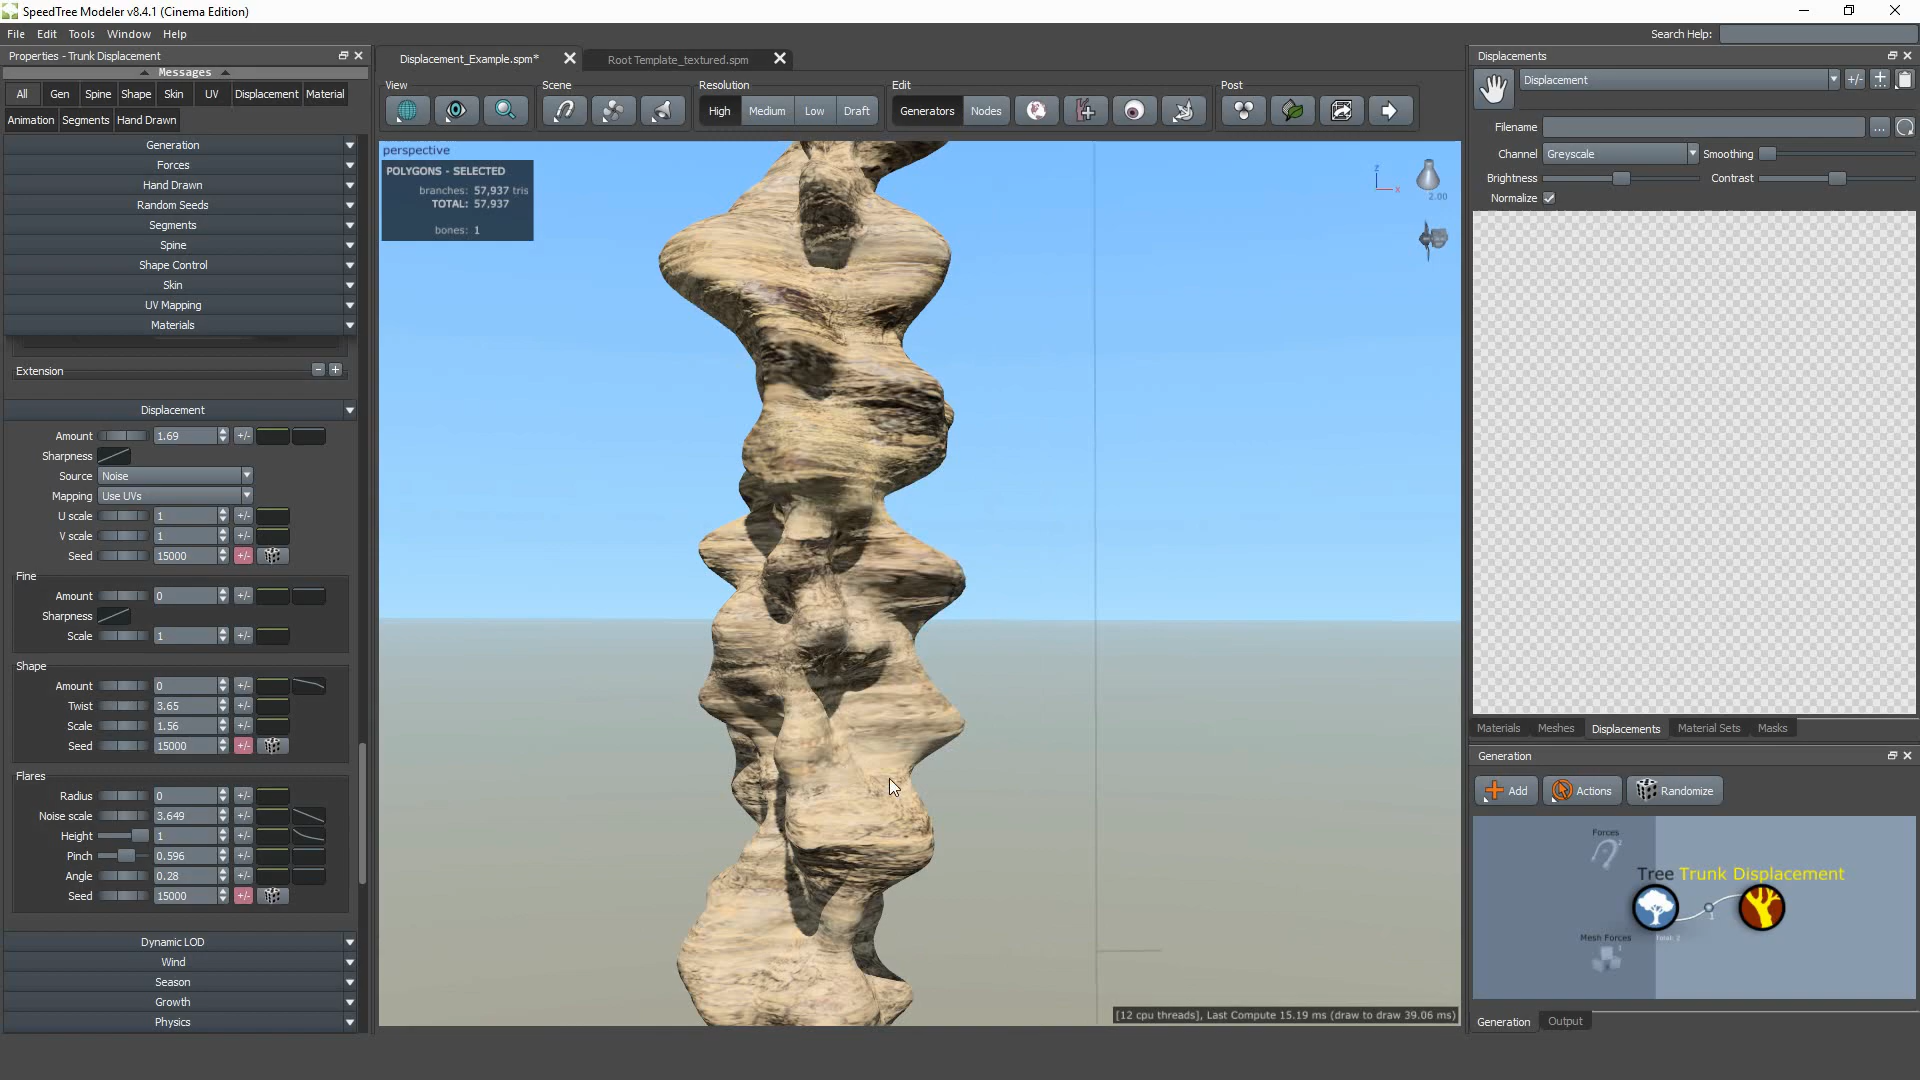 SpeedTree Modeler v8.4.1 (Cinema Edition)
File Edit Tools Window Help
Search Help:
Properties - Trunk Displacement
Messages
All Gen Spine Shape Skin UV Displacement Material
Animation Segments Hand Drawn
Generation
Forces
Hand Drawn
Random Seeds
Segments
Spine
Shape Control
Skin
UV Mapping
Materials
Extension - +
Displacement
Amount 1.69 +/-
Sharpness
Source Noise
Mapping Use UVs
U scale 1 +/-
V scale 1 +/-
Seed 15000 +/-
Fine
Amount 0 +/-
Sharpness
Scale 1 +/-
Shape
Amount 0 +/-
Twist 3.65 +/-
Scale 1.56 +/-
Seed 15000 +/-
Flares
Radius 0 +/-
Noise scale 3.649 +/-
Height 1 +/-
Pinch 0.596 +/-
Angle 0.28 +/-
Seed 15000 +/-
Dynamic LOD
Wind
Season
Growth
Physics
Displacement_Example.spm* Root Template_textured.spm
View Scene Resolution Edit Post
High Medium Low Draft Generators Nodes
perspective
POLYGONS - SELECTED
branches: 57,937 tris
TOTAL: 57,937
bones: 1
z
x
2.00
[12 cpu threads], Last Compute 15.19 ms (draw to draw 39.06 ms)
Displacements
Displacement +/-
Filename ...
Channel Greyscale Smoothing
Brightness Contrast
Normalize
Materials Meshes Displacements Material Sets Masks
Generation
Add Actions Randomize
Forces
Tree Trunk Displacement
1
Mesh Forces
Total: 2
Generation Output